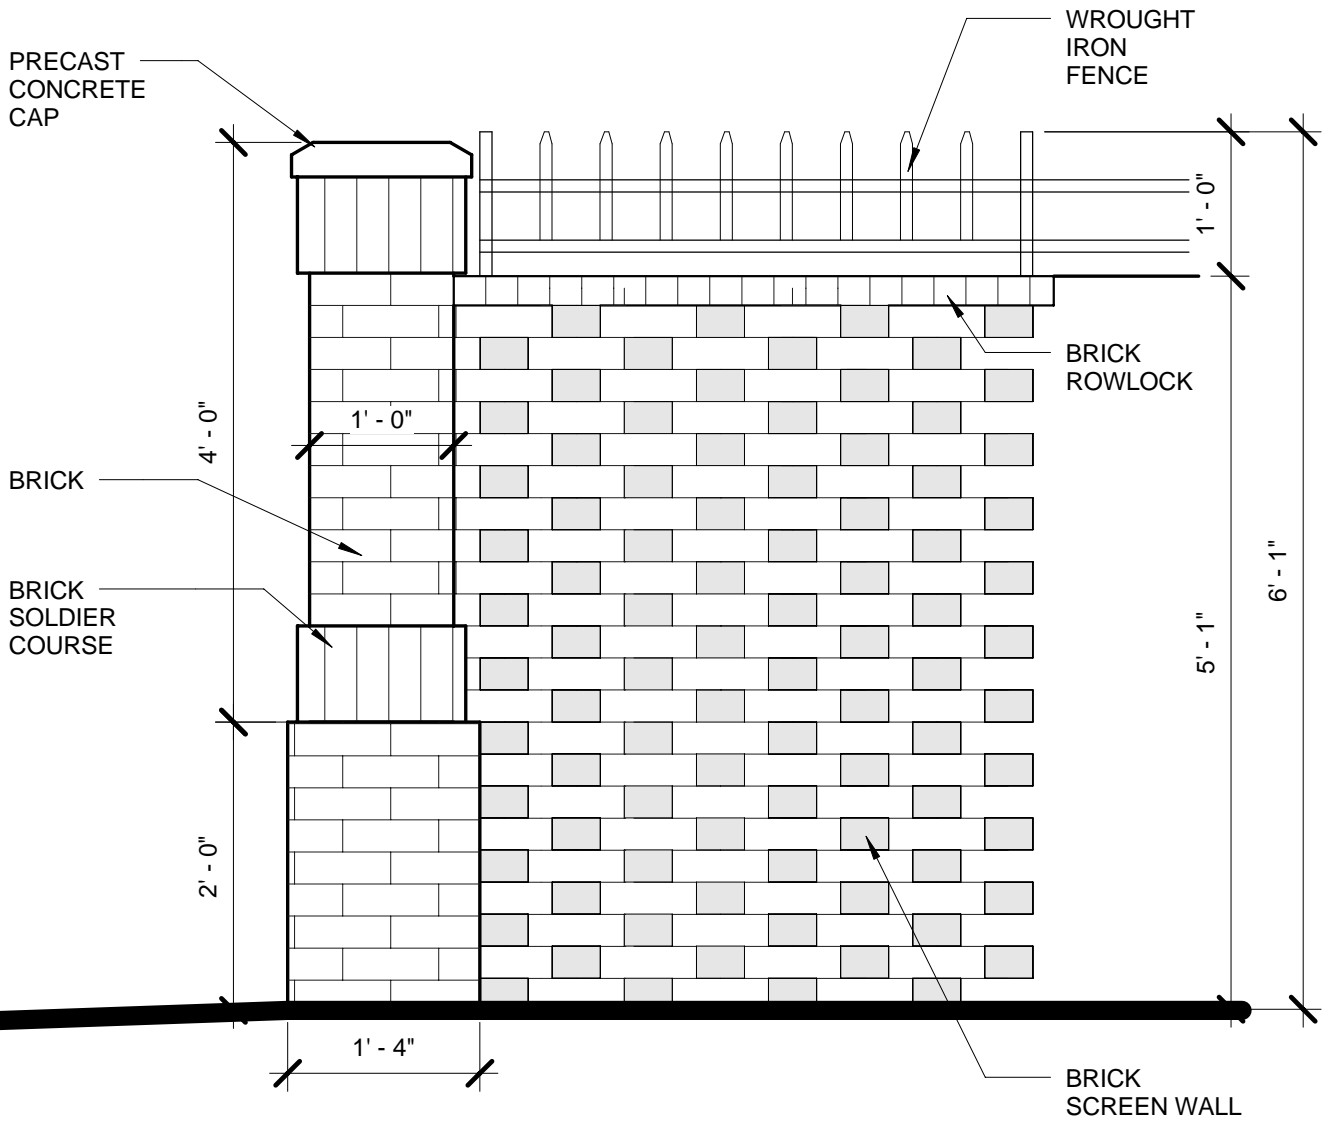 WROUGHT
IRON
FENCE
PRECAST
CONCRETE
CAP
1' - 0"
BRICK
ROWLOCK
4' - 0"
1' - 0"
BRICK
6' - 1"
BRICK
SOLDIER
COURSE
5' - 1"
2' - 0"
1' - 4"
BRICK
SCREEN WALL